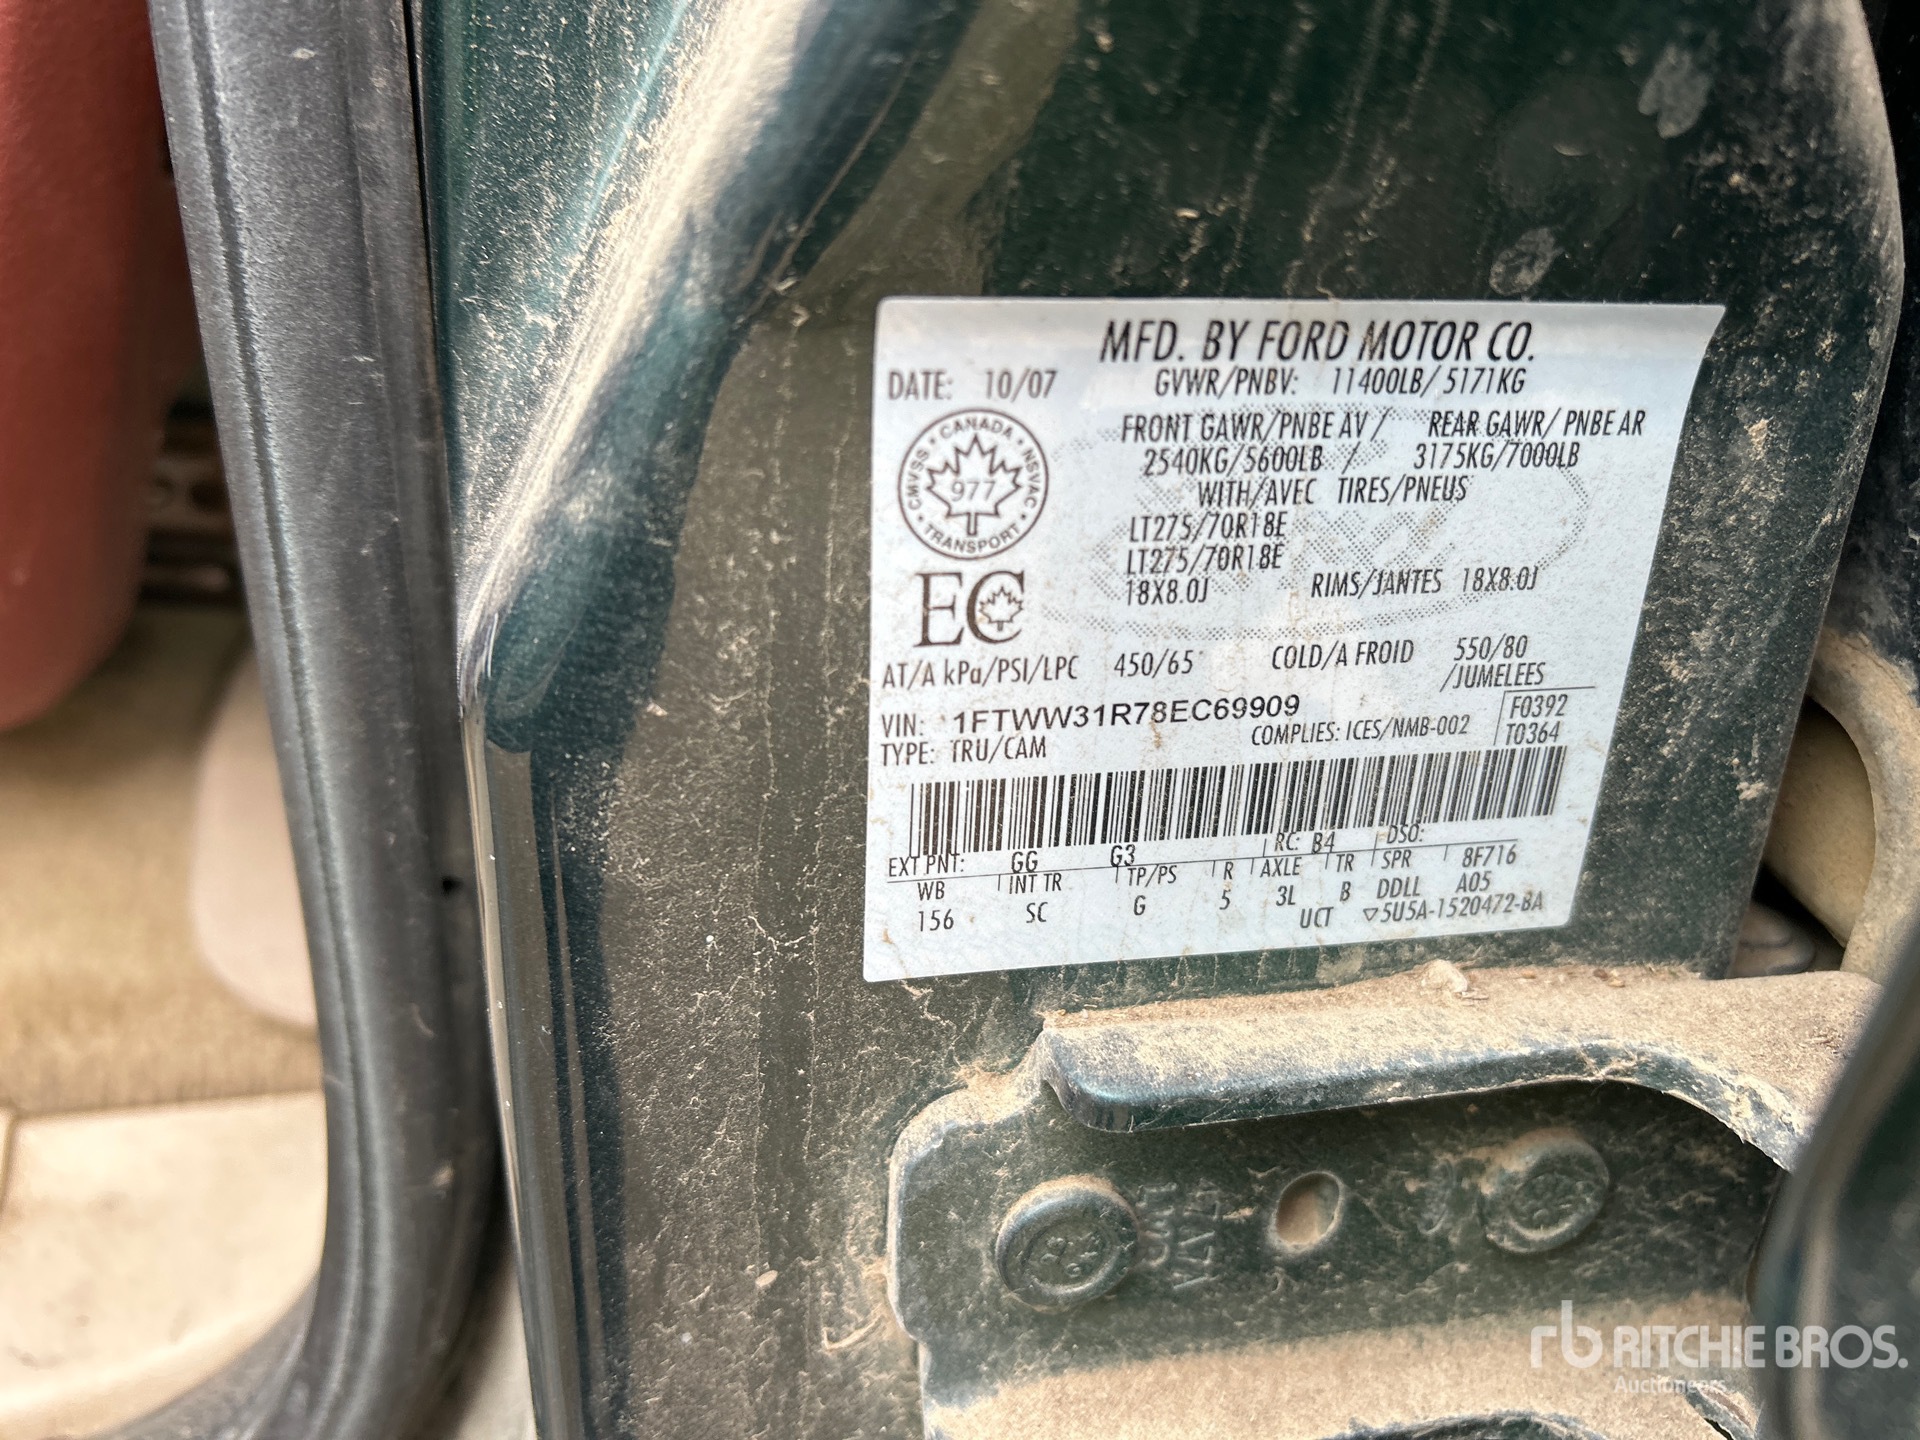 MFD. BY FORD MOTOR CO.
DATE: 10/07 GVWR/PNBV: 11400LB/ 5171KG
FRONT GAWR/PNBE AV / REAR GAWR/ PNBE AR
2540KG/5600LB / 3175KG/7000LB
WITH/AVEC TIRES/PNEUS
LT275/70R18E
LT275/70R18E
18X8.0J RIMS/JANTES 18X8.0J
CANADA • NSVAC • TRANSPORT • CMVSS •
977
EC
AT/A kPa/PSI/LPC 450/65 COLD/A FROID 550/80
/JUMELEES
VIN: 1FTWW31R78EC69909 F0392
TYPE: TRU/CAM COMPLIES: ICES/NMB-002 T0364
EXT PNT: GG G3 RC: B4 DSO:
WB INT TR TP/PS R AXLE TR SPR 8F716
156 SC G 5 3L B DDLL A05
UCT ▽5U5A-1520472-BA
rb RITCHIE BROS.
Auctioneers